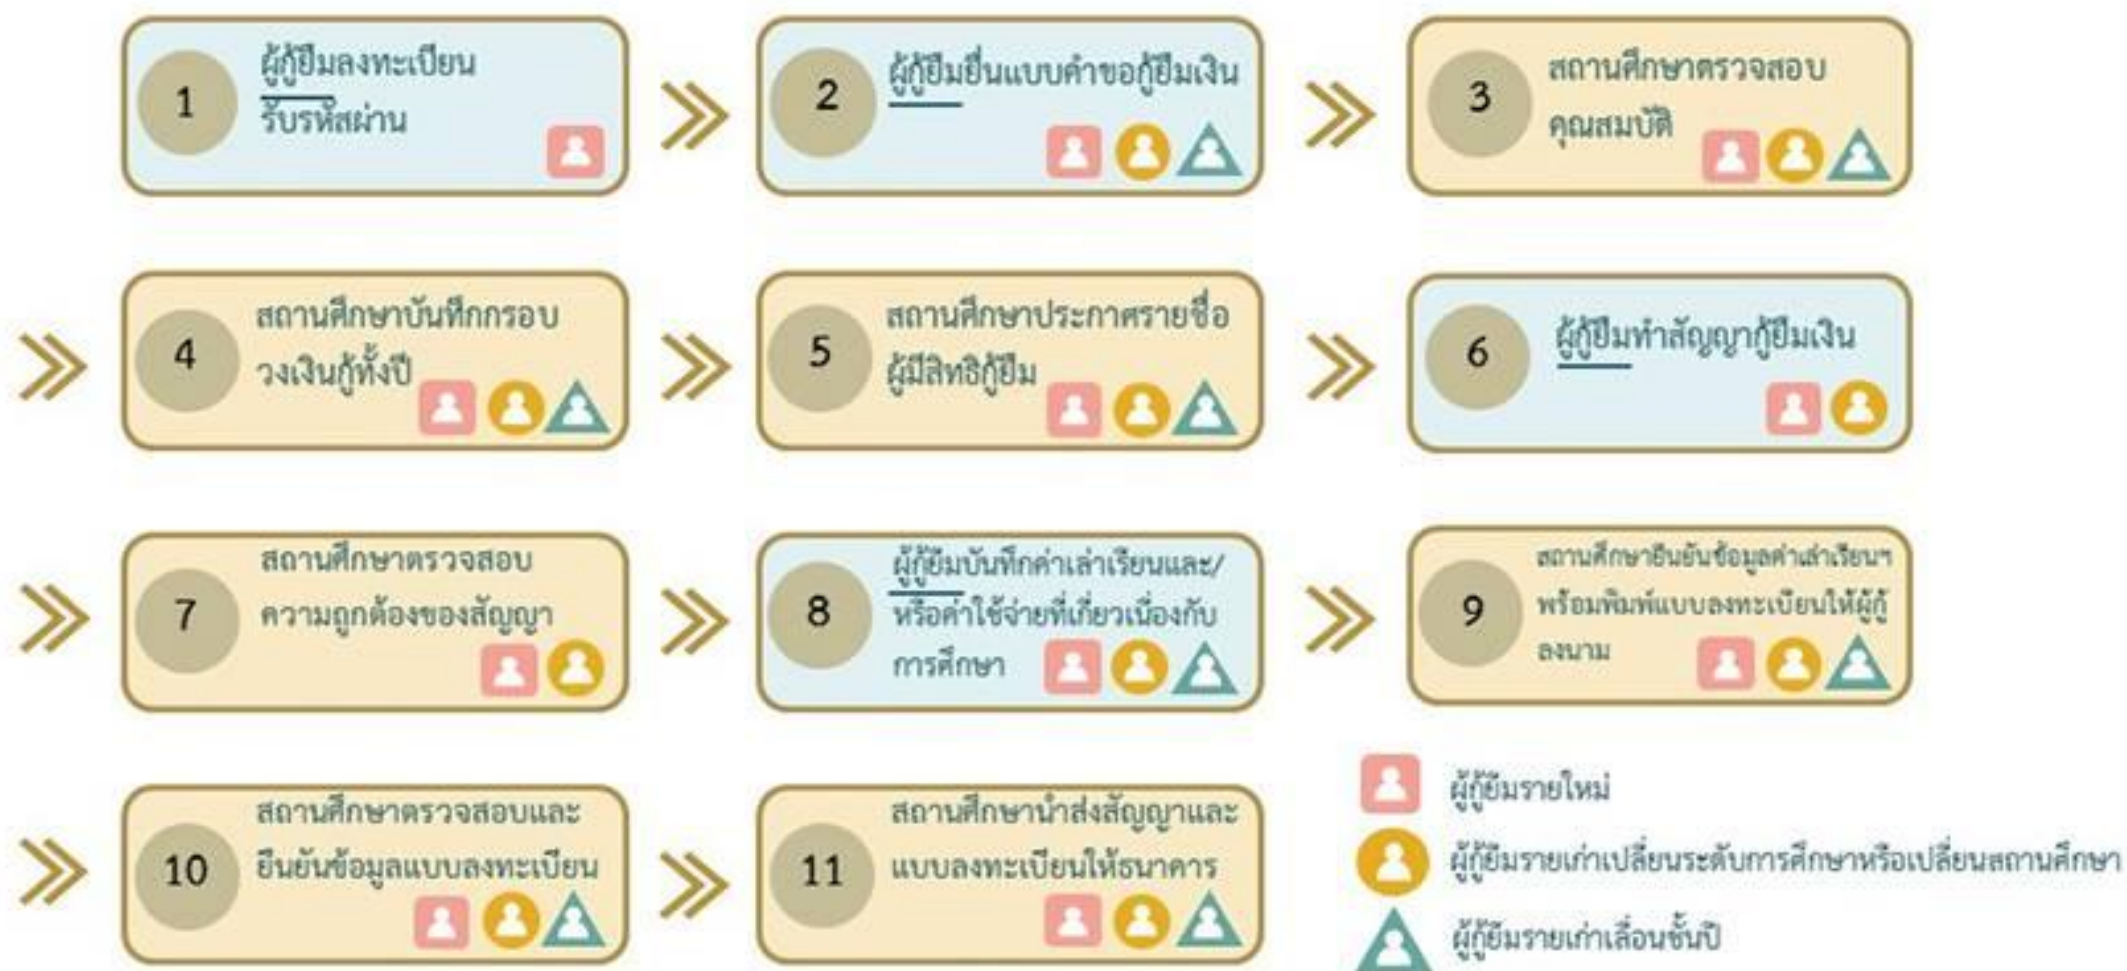 1
ผู้กู้ยืมลงทะเบียน
รับรหัสผ่าน
2
ผู้กู้ยืมยื่นแบบคำขอกู้ยืมเงิน
3
สถานศึกษาตรวจสอบ
คุณสมบัติ
4
สถานศึกษาบันทึกกรอบ
วงเงินกู้ทั้งปี
5
สถานศึกษาประกาศรายชื่อ
ผู้มีสิทธิกู้ยืม
6
ผู้กู้ยืมทำสัญญากู้ยืมเงิน
7
สถานศึกษาตรวจสอบ
ความถูกต้องของสัญญา
8
ผู้กู้ยืมบันทึกค่าเล่าเรียนและ/
หรือค่าใช้จ่ายที่เกี่ยวเนื่องกับ
การศึกษา
9
สถานศึกษายืนยันข้อมูลค่าเล่าเรียนฯ
พร้อมพิมพ์แบบลงทะเบียนให้ผู้กู้
ลงนาม
10
สถานศึกษาตรวจสอบและ
ยืนยันข้อมูลแบบลงทะเบียน
11
สถานศึกษานำส่งสัญญาและ
แบบลงทะเบียนให้ธนาคาร
ผู้กู้ยืมรายใหม่
ผู้กู้ยืมรายเก่าเปลี่ยนระดับการศึกษาหรือเปลี่ยนสถานศึกษา
ผู้กู้ยืมรายเก่าเลื่อนชั้นปี